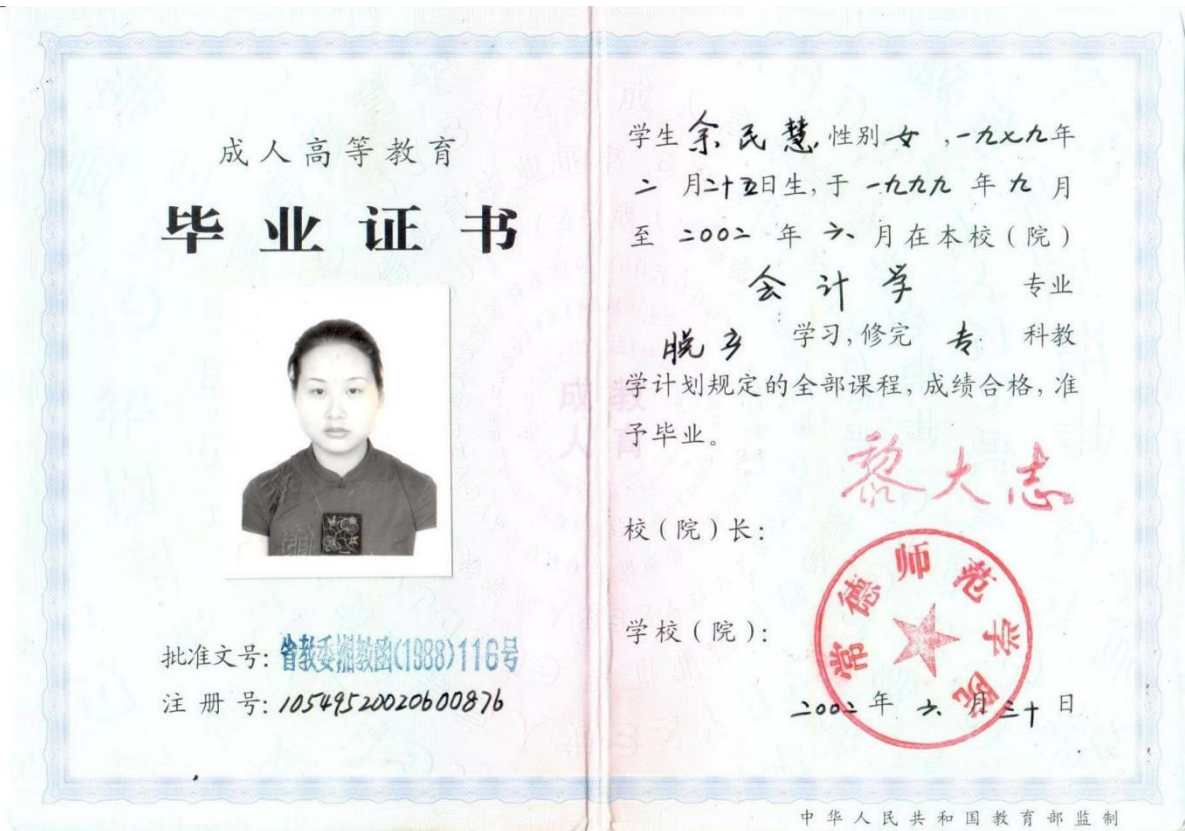 成人高等教育
毕业证书
批准文号：省教委湘教函(1988)116号
注册号：10549520020600876
学生余民慧,性别女,一九七九年
二月二十五日生,于一九九九年九月
至二00二年六月在本校(院)
会计学专业
脱产学习,修完专科教
学计划规定的全部课程,成绩合格,准
予毕业。
黎大志
校(院)长：
常德师范学院
学校(院)：
二00二年六月三十日
中华人民共和国教育部监制